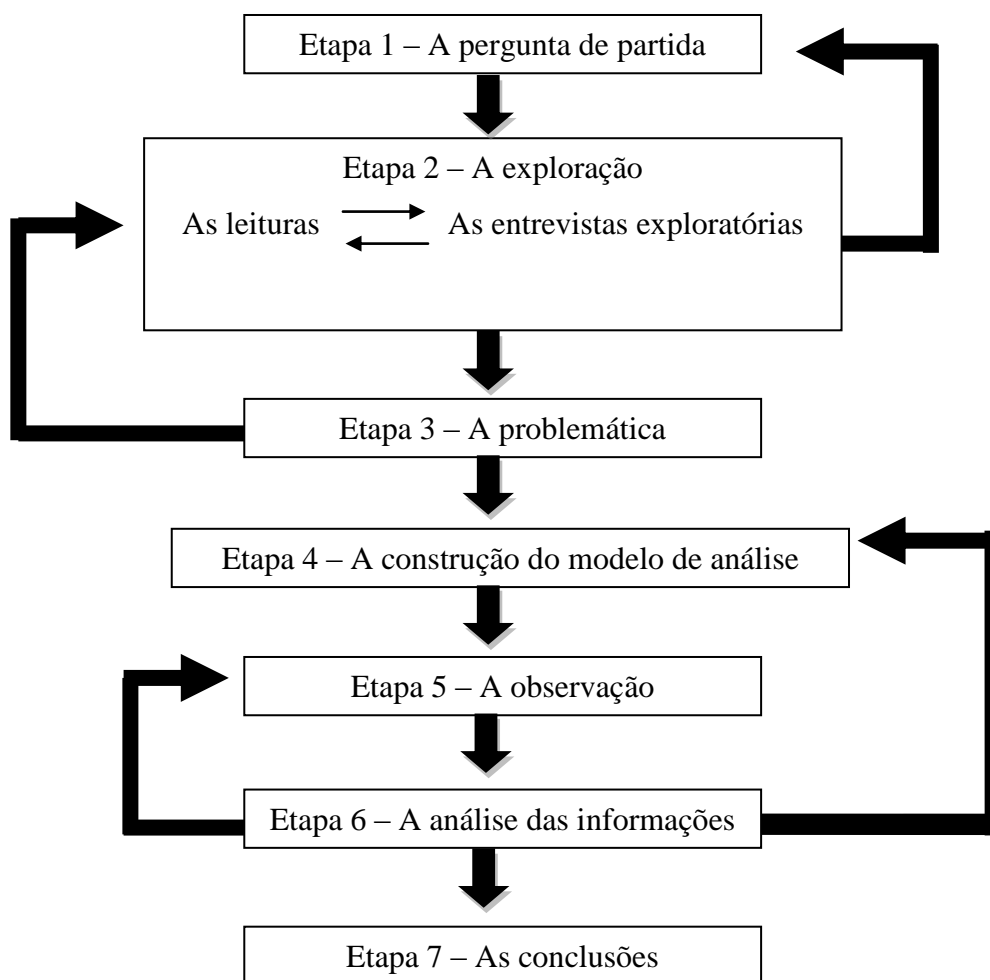 Etapa 1 – A pergunta de partida
Etapa 2 – A exploração
As leituras As entrevistas exploratórias
Etapa 3 – A problemática
Etapa 4 – A construção do modelo de análise
Etapa 5 – A observação
Etapa 6 – A análise das informações
Etapa 7 – As conclusões